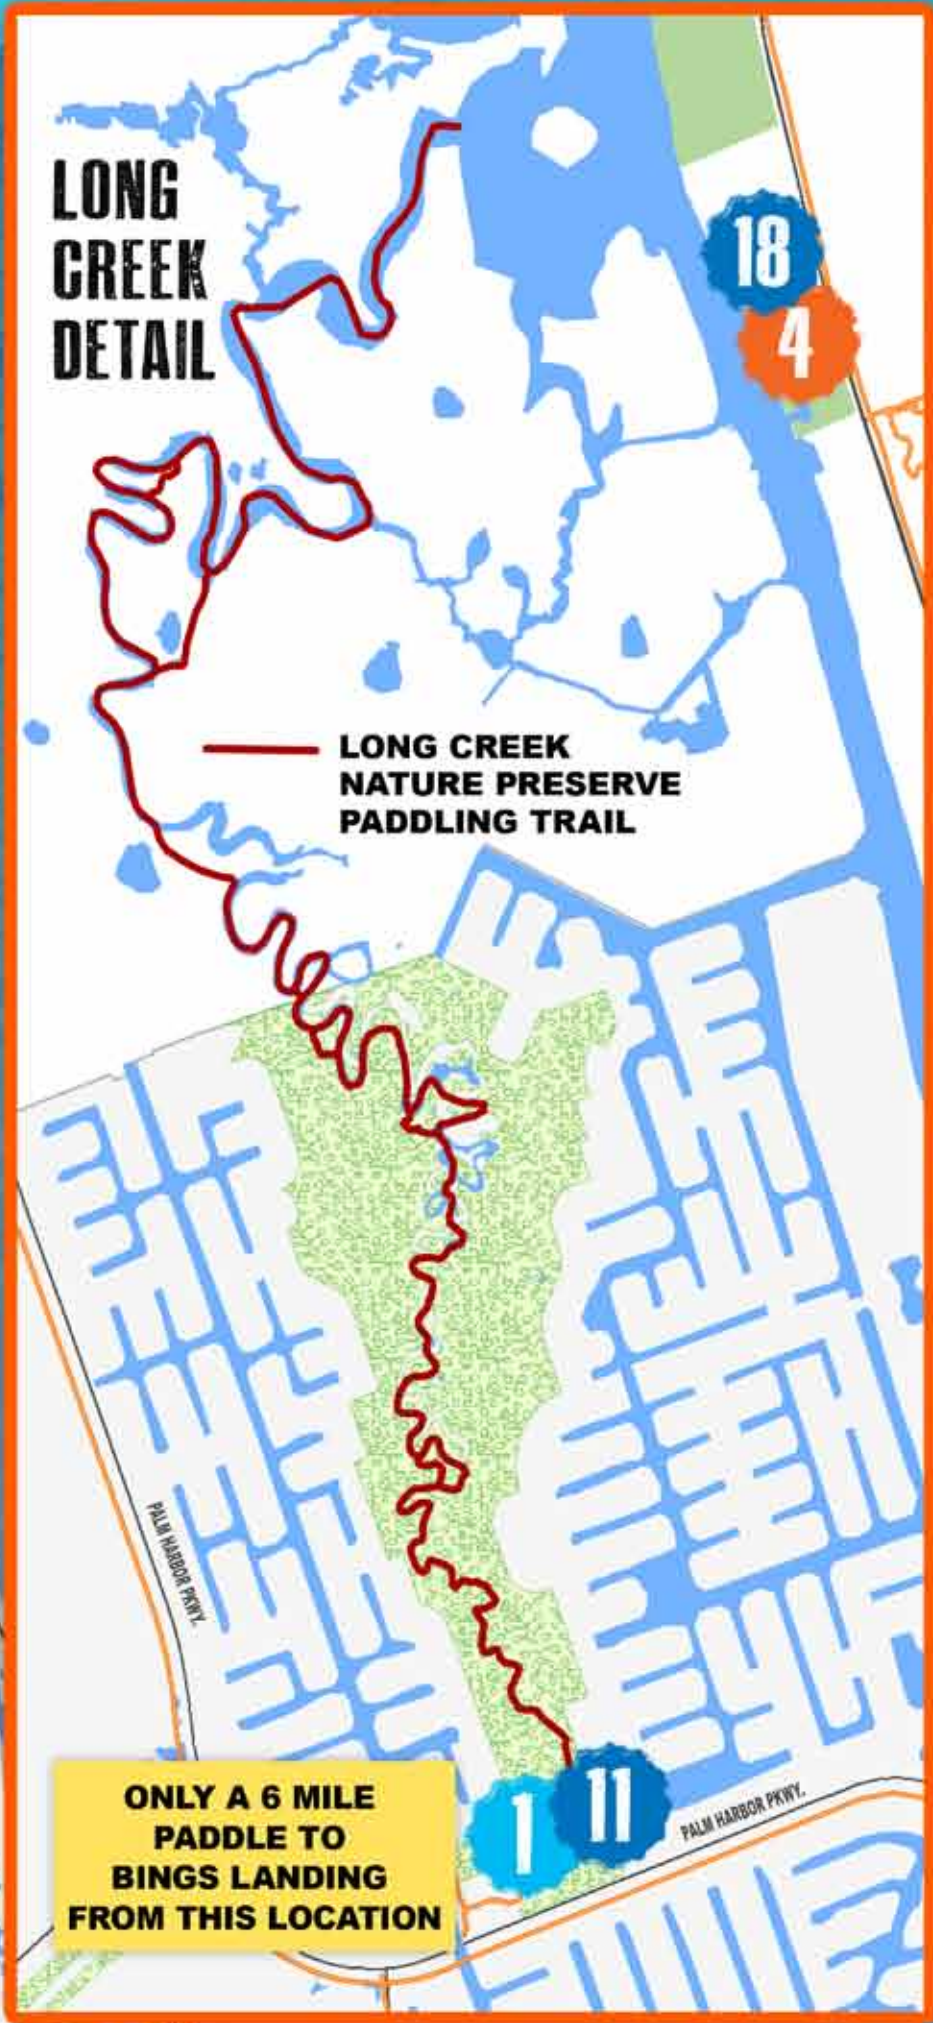 LONG
CREEK
DETAIL
18
4
LONG CREEK
NATURE PRESERVE
PADDLING TRAIL
PALM HARBOR PKWY.
ONLY A 6 MILE
PADDLE TO
BINGS LANDING
FROM THIS LOCATION
1
11
PALM HARBOR PKWY.